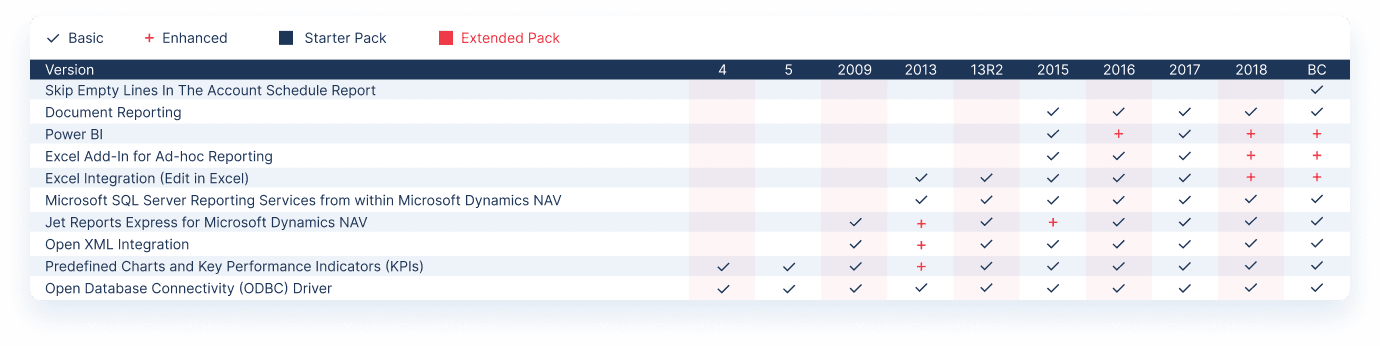 ✓ Basic + Enhanced Starter Pack Extended Pack
Version 4 5 2009 2013 13R2 2015 2016 2017 2018 BC
Skip Empty Lines In The Account Schedule Report ✓
Document Reporting ✓ ✓ ✓ ✓ ✓
Power BI ✓ + ✓ + +
Excel Add-In for Ad-hoc Reporting ✓ ✓ ✓ + +
Excel Integration (Edit in Excel) ✓ ✓ ✓ ✓ ✓ + +
Microsoft SQL Server Reporting Services from within Microsoft Dynamics NAV ✓ ✓ ✓ ✓ ✓ ✓ ✓
Jet Reports Express for Microsoft Dynamics NAV ✓ + ✓ + ✓ ✓ ✓ ✓
Open XML Integration ✓ + ✓ ✓ ✓ ✓ ✓ ✓
Predefined Charts and Key Performance Indicators (KPIs) ✓ ✓ ✓ + ✓ ✓ ✓ ✓ ✓ ✓
Open Database Connectivity (ODBC) Driver ✓ ✓ ✓ ✓ ✓ ✓ ✓ ✓ ✓ ✓